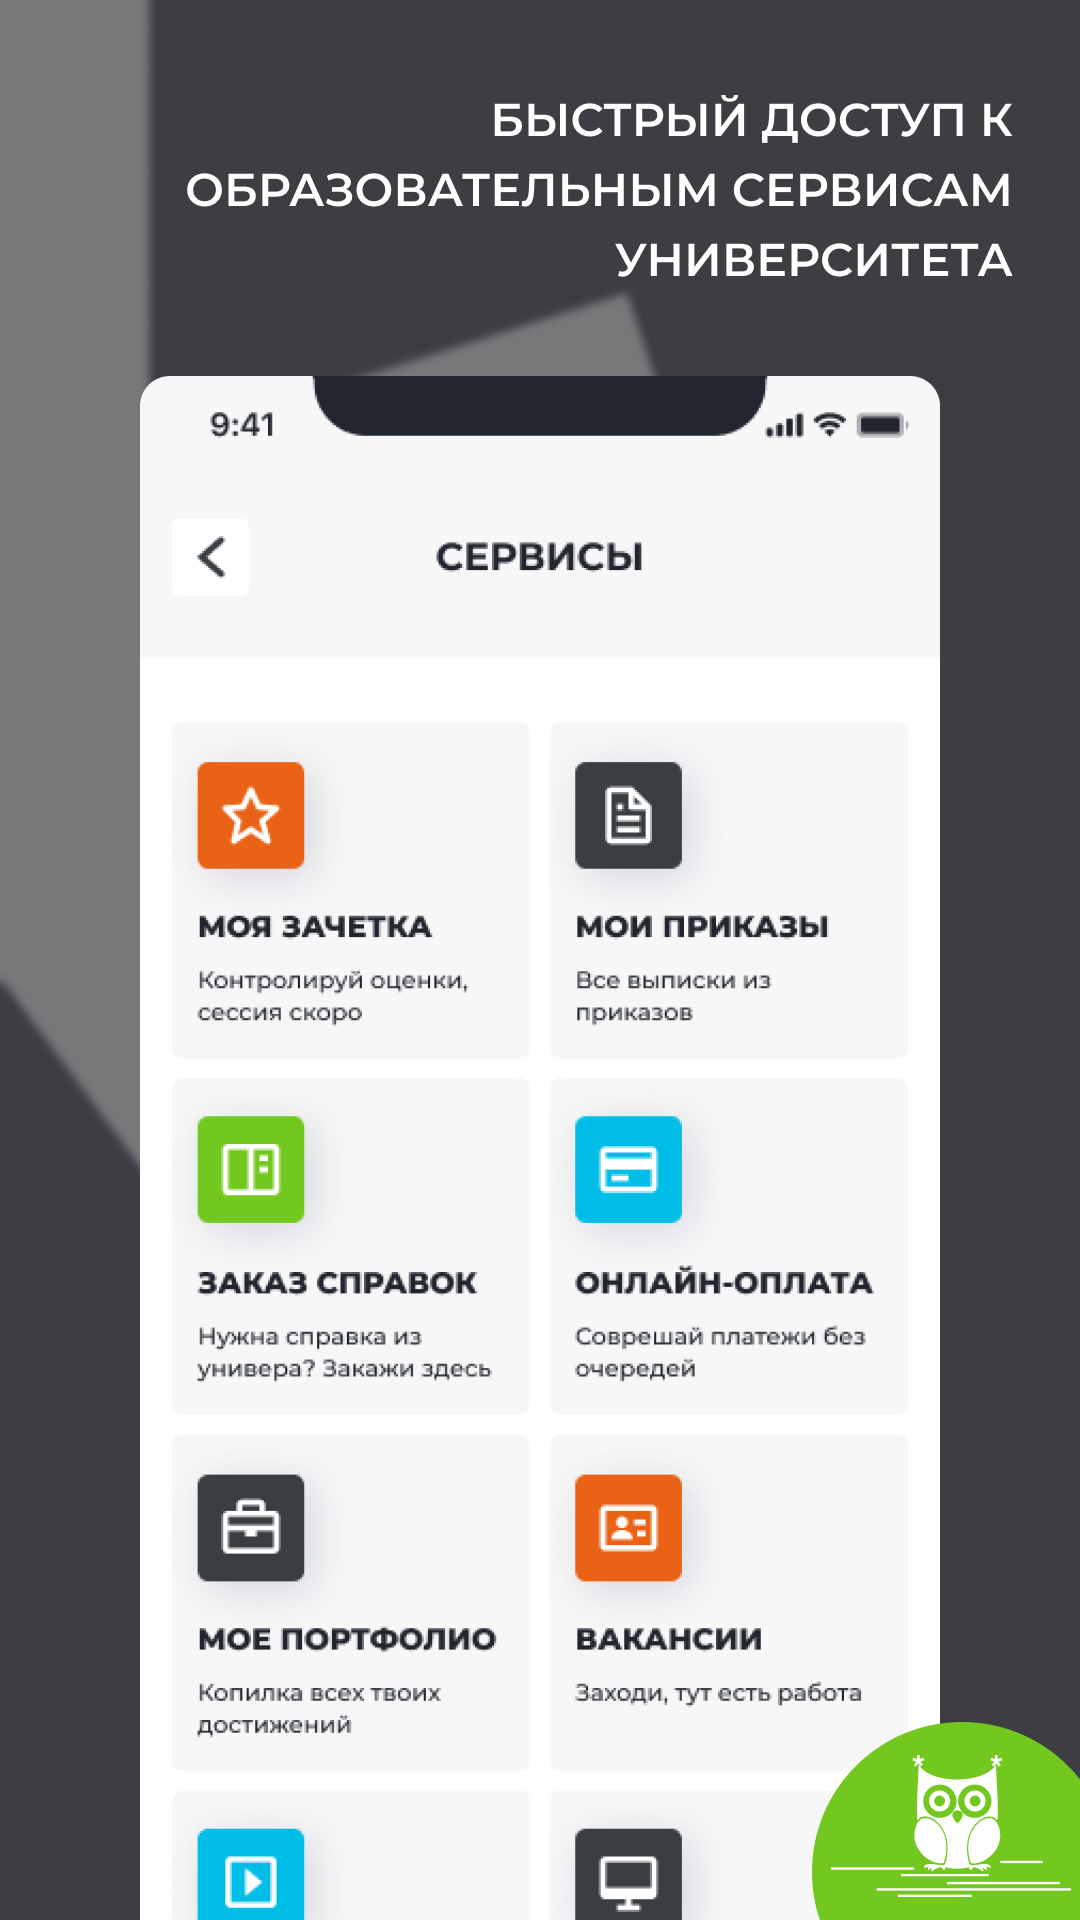 БЫСТРЫЙ ДОСТУП К
ОБРАЗОВАТЕЛЬНЫМ СЕРВИСАМ
УНИВЕРСИТЕТА
9:41
СЕРВИСЫ
МОЯ ЗАЧЕТКА
Контролируй оценки,
сессия скоро
МОИ ПРИКАЗЫ
Все выписки из
приказов
ЗАКАЗ СПРАВОК
Нужна справка из
универа? Закажи здесь
ОНЛАЙН-ОПЛАТА
Соврешай платежи без
очередей
МОЕ ПОРТФОЛИО
Копилка всех твоих
достижений
ВАКАНСИИ
Заходи, тут есть работа